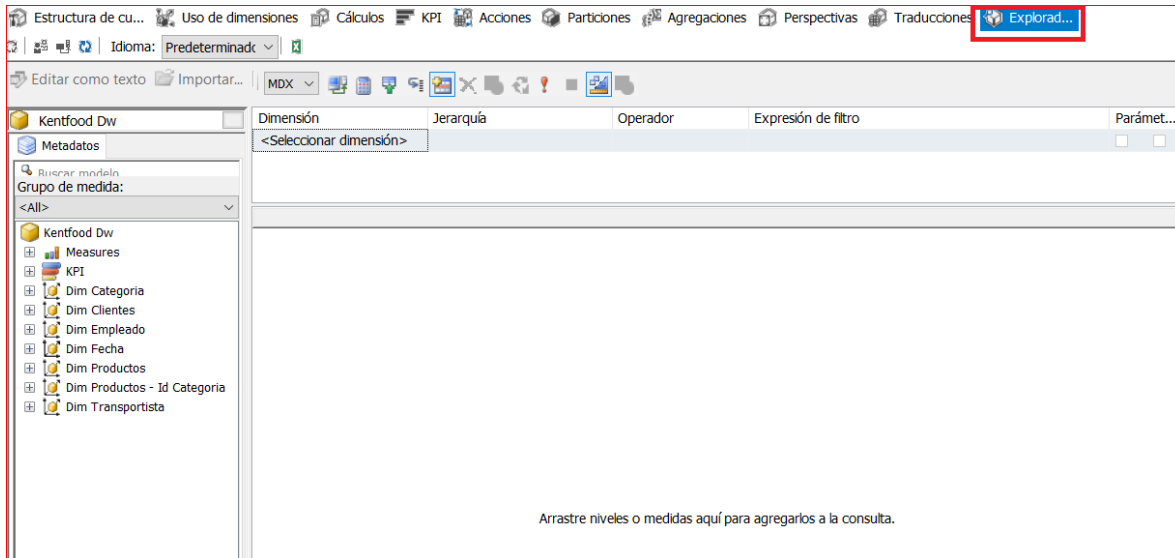 Estructura de cu... Uso de dimensiones Cálculos KPI Acciones Particiones Agregaciones Perspectivas Traducciones Explorad...
Idioma: Predeterminado
Editar como texto Importar... MDX
Kentfood Dw
Metadatos
Buscar modelo
Grupo de medida:
<All>
Kentfood Dw
Measures
KPI
Dim Categoria
Dim Clientes
Dim Empleado
Dim Fecha
Dim Productos
Dim Productos - Id Categoria
Dim Transportista
Dimensión Jerarquía Operador Expresión de filtro Parámet...
<Seleccionar dimensión>
Arrastre niveles o medidas aquí para agregarlos a la consulta.